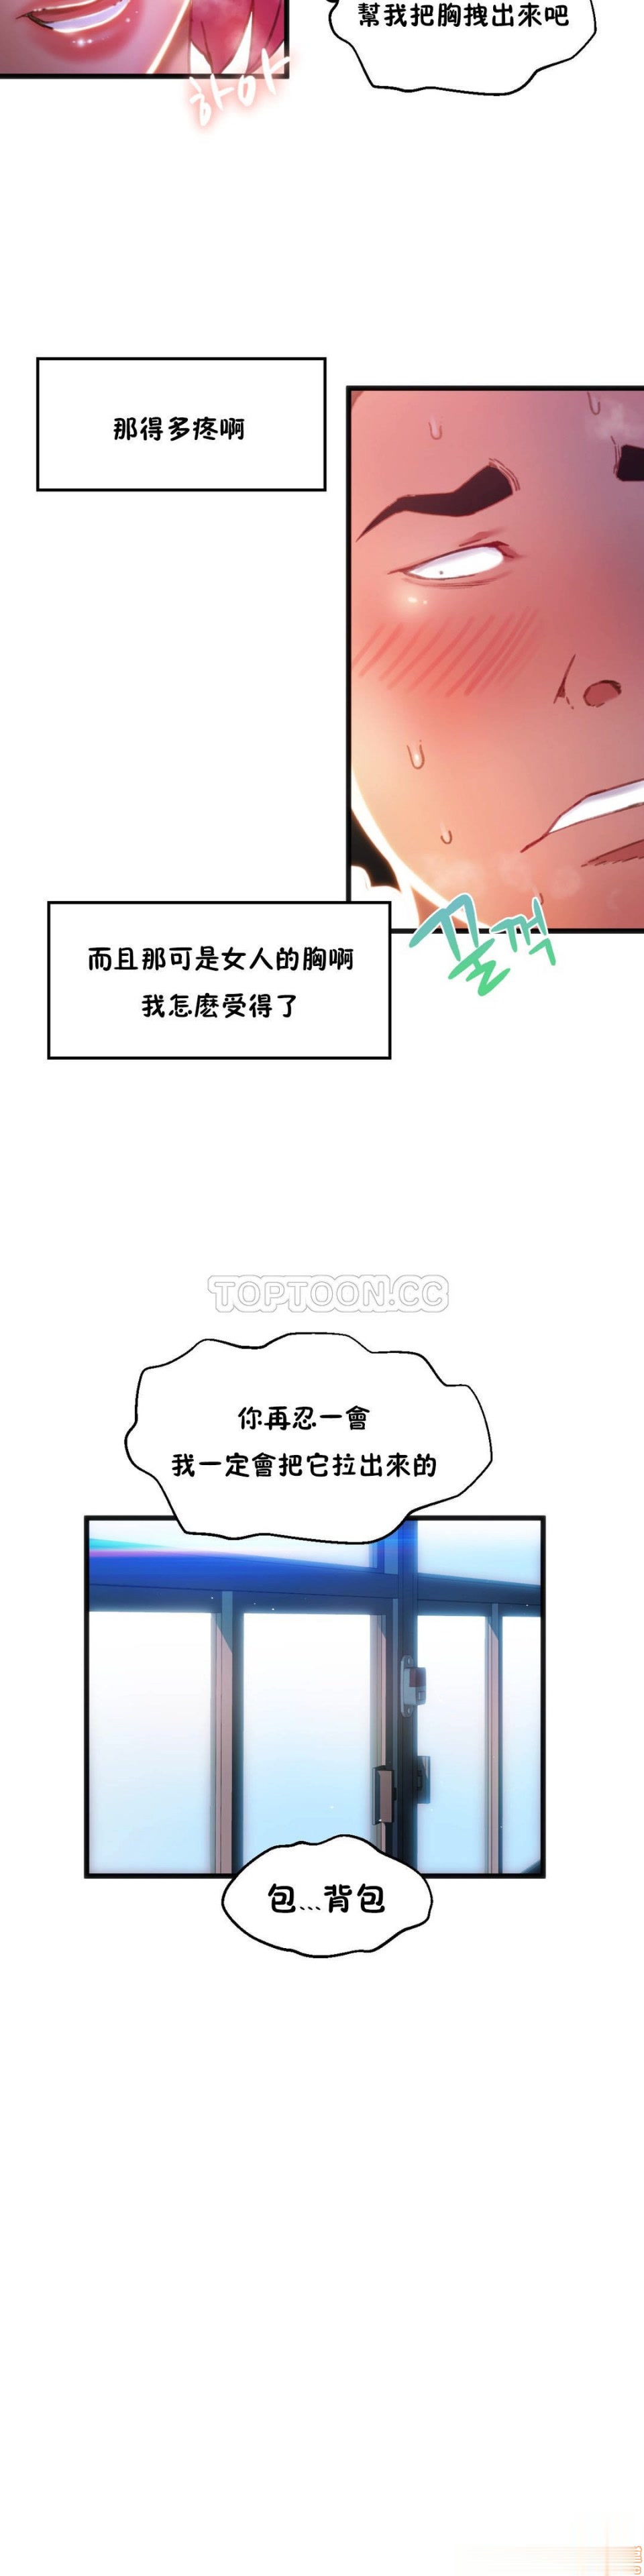 幫我把胸拽出來吧
하아
那得多疼啊
꿀꺽
而且那可是女人的胸啊
我怎麽受得了
TOPTOON.CC
你再忍一會
我一定會把它拉出來的
包...背包